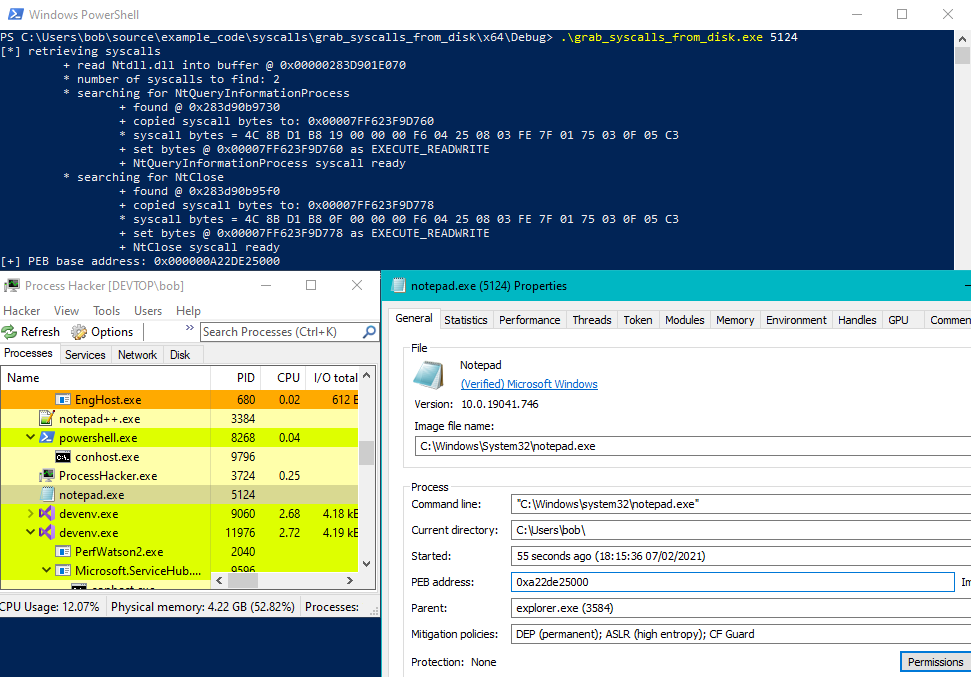 Windows PowerShell
PS C:\Users\bob\source\example_code\syscalls\grab_syscalls_from_disk\x64\Debug> .\grab_syscalls_from_disk.exe 5124
[*] retrieving syscalls
+ read Ntdll.dll into buffer @ 0x00000283D901E070
* number of syscalls to find: 2
* searching for NtQueryInformationProcess
+ found @ 0x283d90b9730
+ copied syscall bytes to: 0x00007FF623F9D760
* syscall bytes = 4C 8B D1 B8 19 00 00 00 F6 04 25 08 03 FE 7F 01 75 03 0F 05 C3
+ set bytes @ 0x00007FF623F9D760 as EXECUTE_READWRITE
+ NtQueryInformationProcess syscall ready
* searching for NtClose
+ found @ 0x283d90b95f0
+ copied syscall bytes to: 0x00007FF623F9D778
* syscall bytes = 4C 8B D1 B8 0F 00 00 00 F6 04 25 08 03 FE 7F 01 75 03 0F 05 C3
+ set bytes @ 0x00007FF623F9D778 as EXECUTE_READWRITE
+ NtClose syscall ready
[+] PEB base address: 0x000000A22DE25000
Process Hacker [DEVTOP\bob]
Hacker View Tools Users Help
Refresh Options » Search Processes (Ctrl+K)
Processes Services Network Disk
Name PID CPU I/O total
EngHost.exe 680 0.02 612 B
notepad++.exe 3384
powershell.exe 8268 0.04
conhost.exe 9796
ProcessHacker.exe 3724 0.25
notepad.exe 5124
devenv.exe 9060 2.68 4.18 kB
devenv.exe 11976 2.72 4.19 kB
PerfWatson2.exe 2040
Microsoft.ServiceHub.... 9596
conhost.exe
CPU Usage: 12.07% Physical memory: 4.22 GB (52.82%) Processes:
notepad.exe (5124) Properties
General Statistics Performance Threads Token Modules Memory Environment Handles GPU Commen
File
Notepad
(Verified) Microsoft Windows
Version: 10.0.19041.746
Image file name:
C:\Windows\System32\notepad.exe
Process
Command line: "C:\Windows\system32\notepad.exe"
Current directory: C:\Users\bob\
Started: 55 seconds ago (18:15:36 07/02/2021)
PEB address: 0xa22de25000
Parent: explorer.exe (3584)
Mitigation policies: DEP (permanent); ASLR (high entropy); CF Guard
Protection: None
Permissions